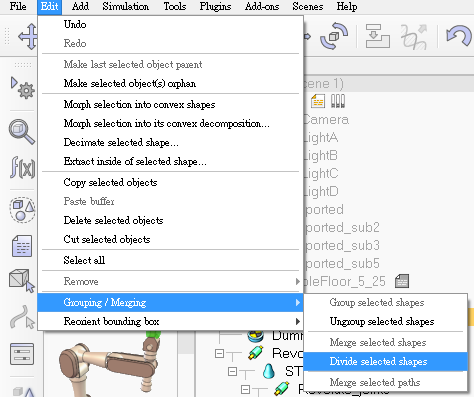 File Edit Add Simulation Tools Plugins Add-ons Scenes Help
Undo
Redo
Make last selected object parent
Make selected object(s) orphan
Morph selection into convex shapes
Morph selection into its convex decomposition...
Decimate selected shape...
Extract inside of selected shape...
Copy selected objects
Paste buffer
Delete selected objects
Cut selected objects
Select all
Remove
Grouping / Merging
Reorient bounding box
Group selected shapes
Ungroup selected shapes
Merge selected shapes
Divide selected shapes
Merge selected paths
cene 1)
Camera
LightA
LightB
LightC
LightD
ported
ported_sub2
ported_sub3
ported_sub5
bleFloor_5_25
Dum
Revo
ST